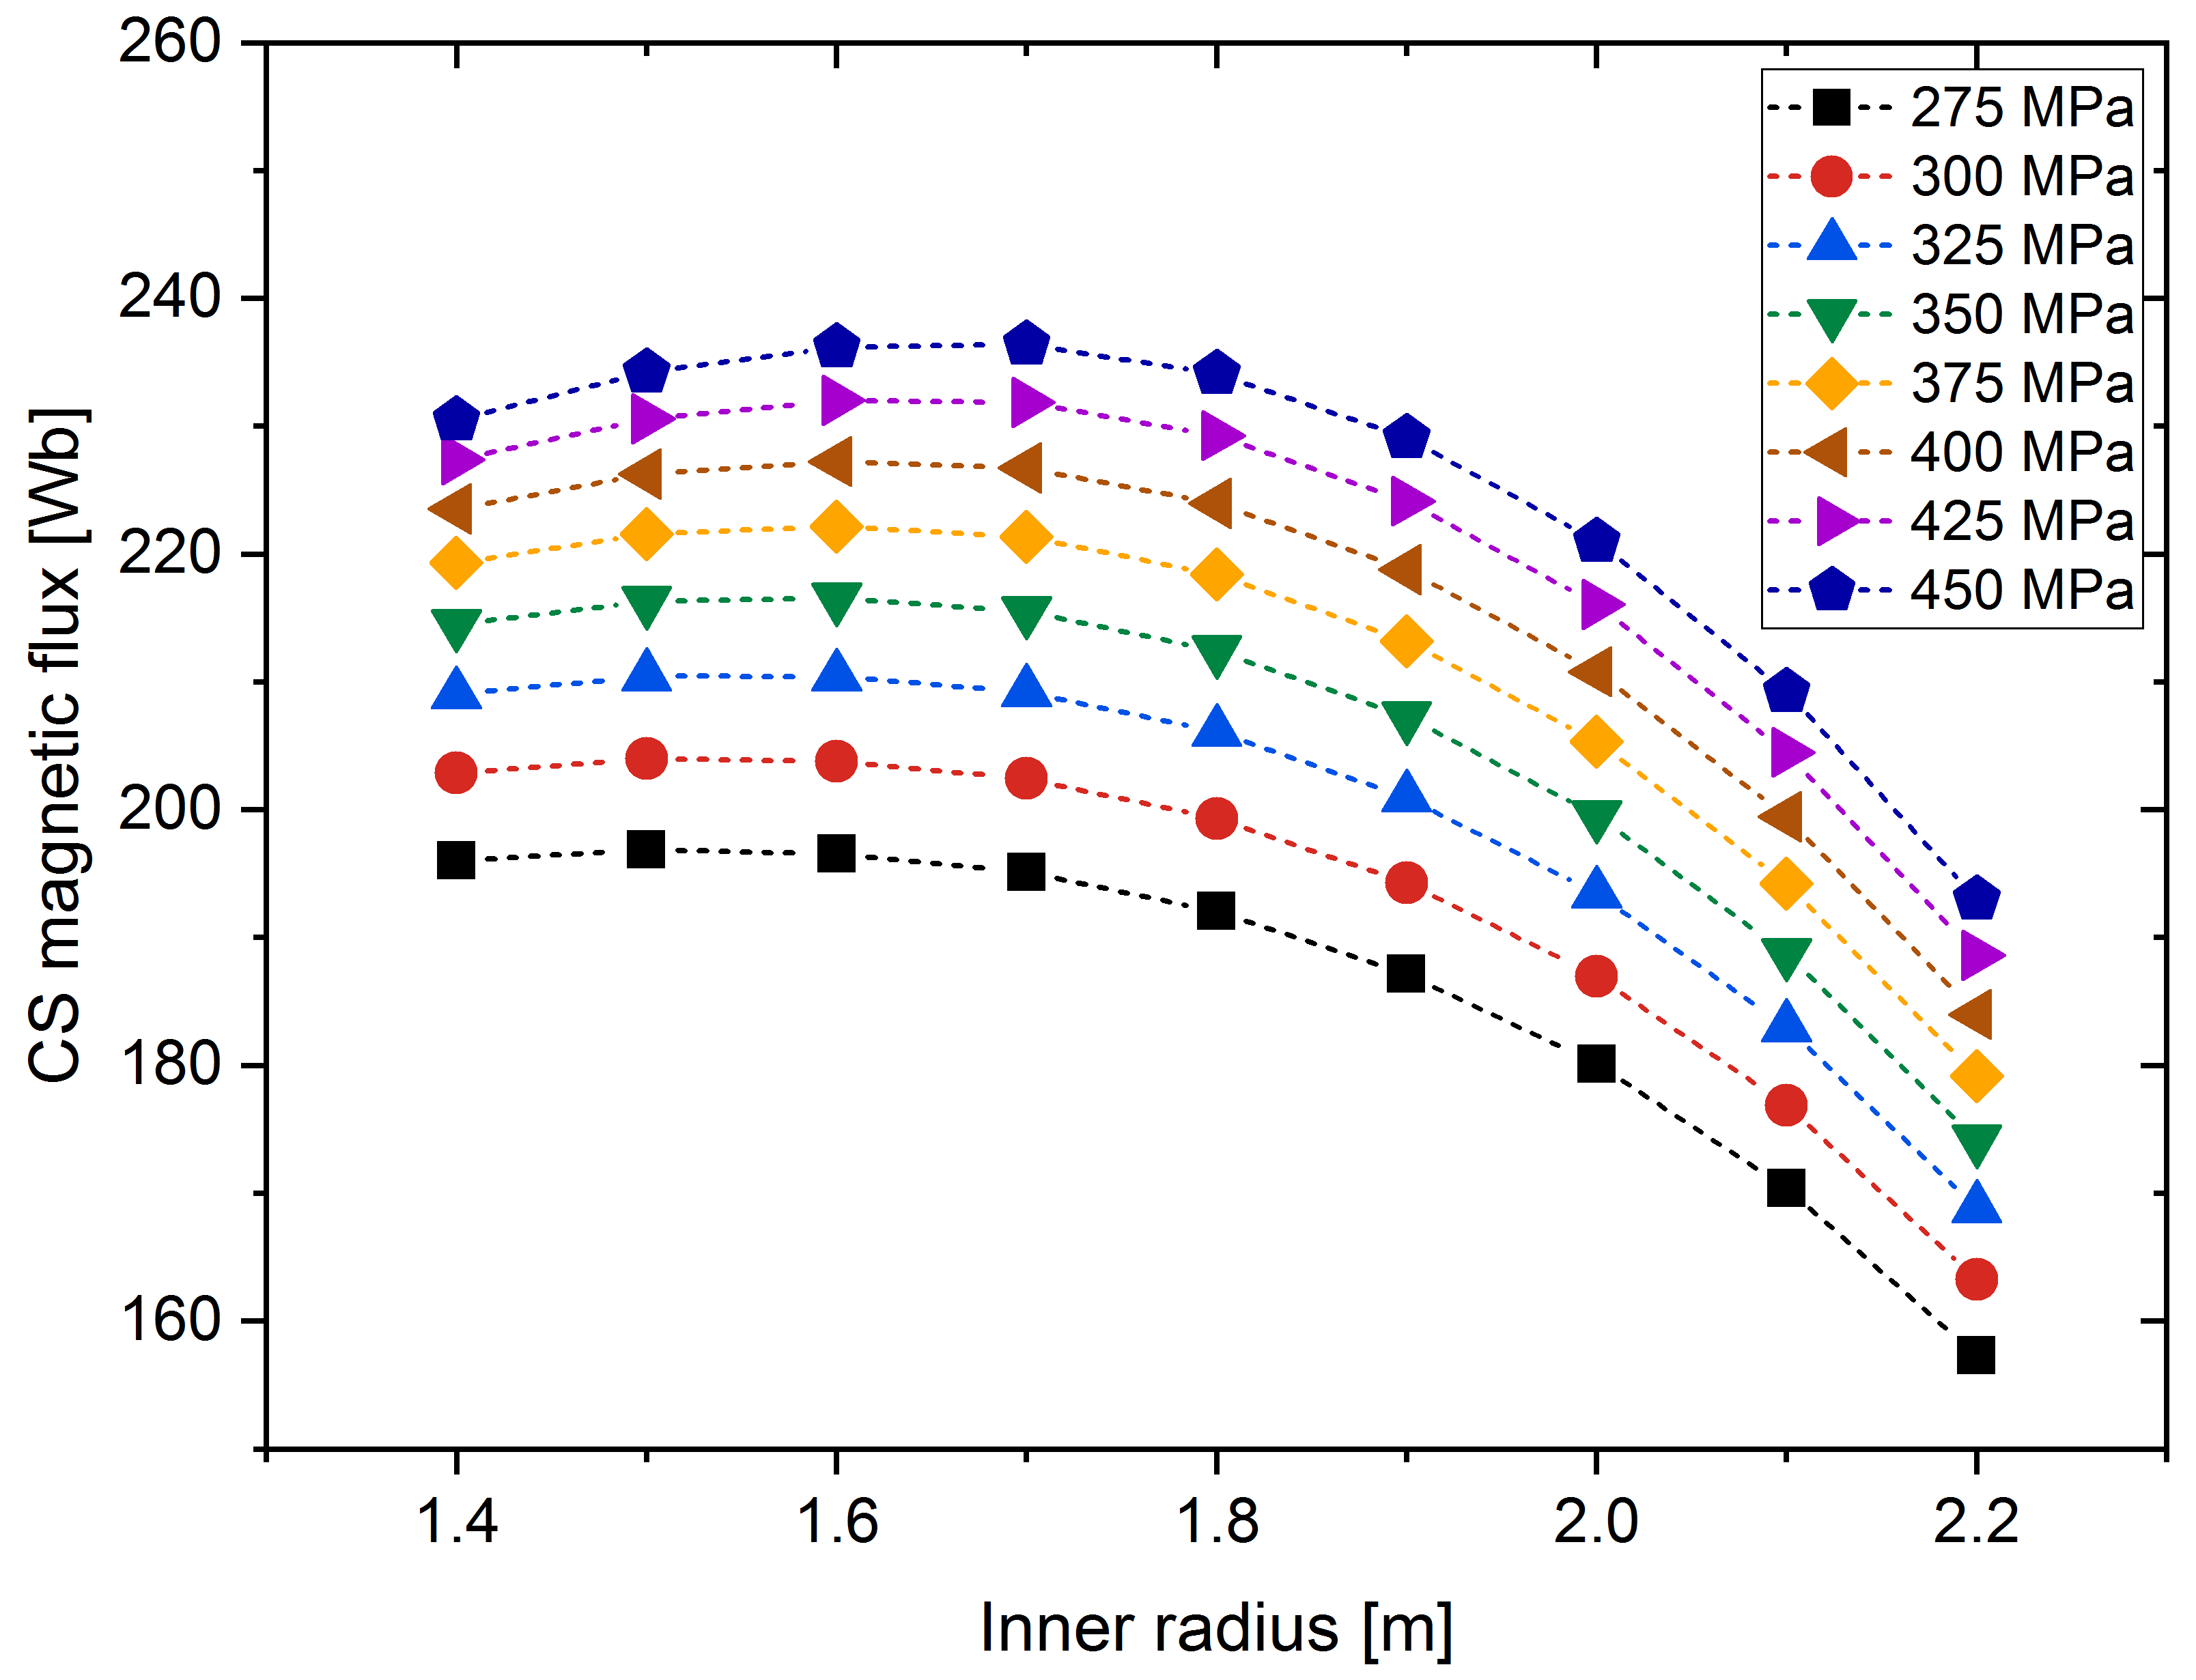 260
240
220
200
180
160
CS magnetic flux [Wb]
275 MPa
300 MPa
325 MPa
350 MPa
375 MPa
400 MPa
425 MPa
450 MPa
1.4 1.6 1.8 2.0 2.2
Inner radius [m]